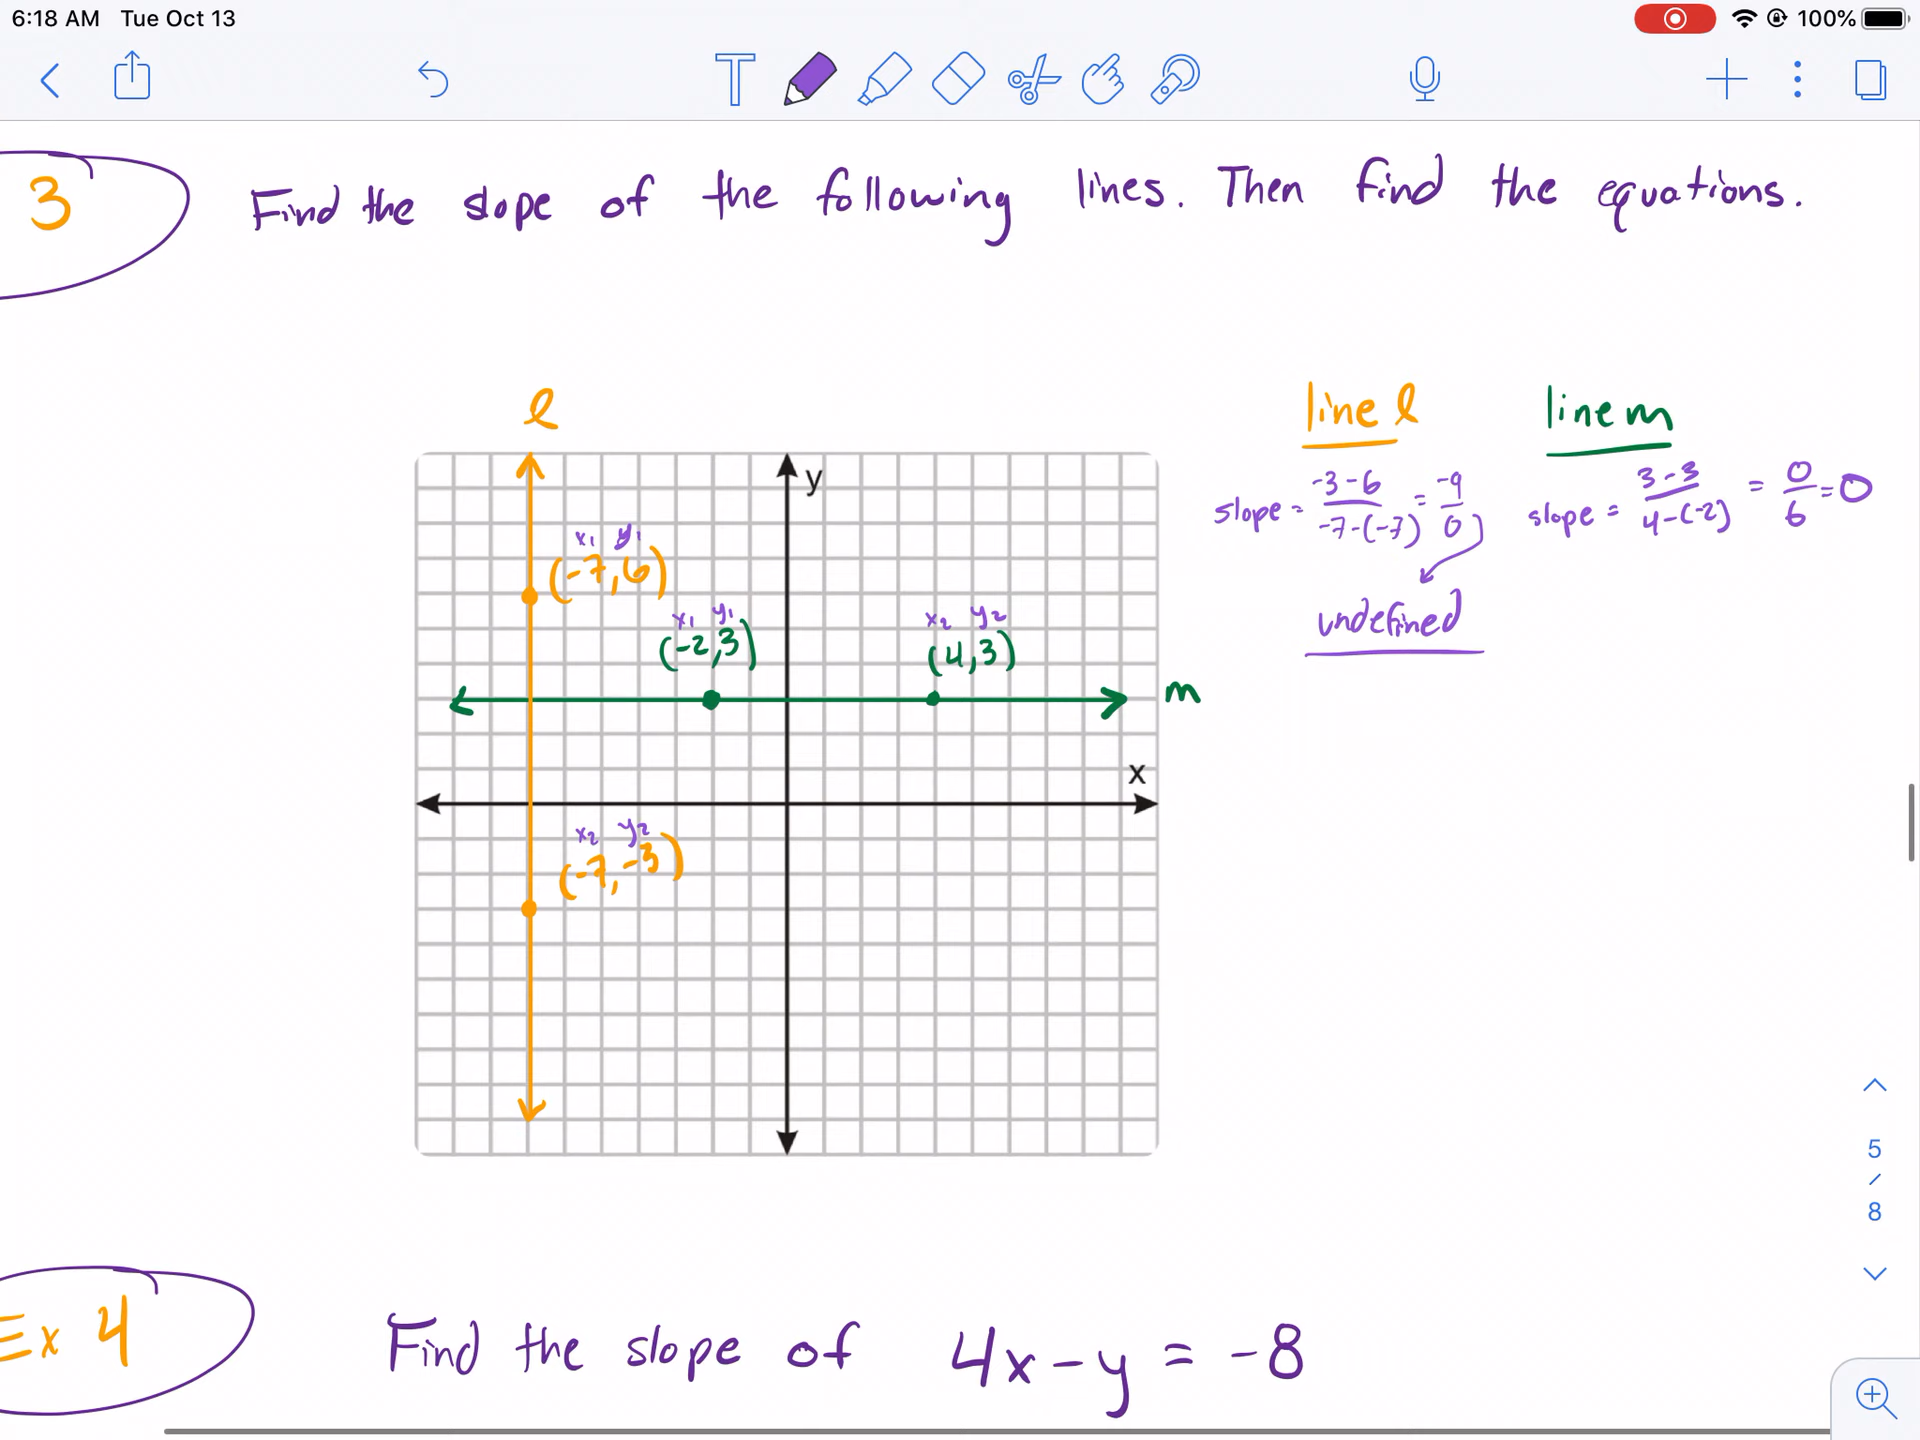 6:18 AM Tue Oct 13
100%
3
Find the slope of the following lines. Then find the equations.
l
line l
line m
y
slope = -3-6 / -7-(-7) = -9/0
slope = 3-3 / 4-(-2) = 0/6 = 0
x₁ y₁
(-7,6)
undefined
x₁ y₁
(-2,3)
x₂ y₂
(4,3)
m
x
x₂ y₂
(-7,-3)
5
/
8
Ex 4
Find the slope of 4x-y = -8